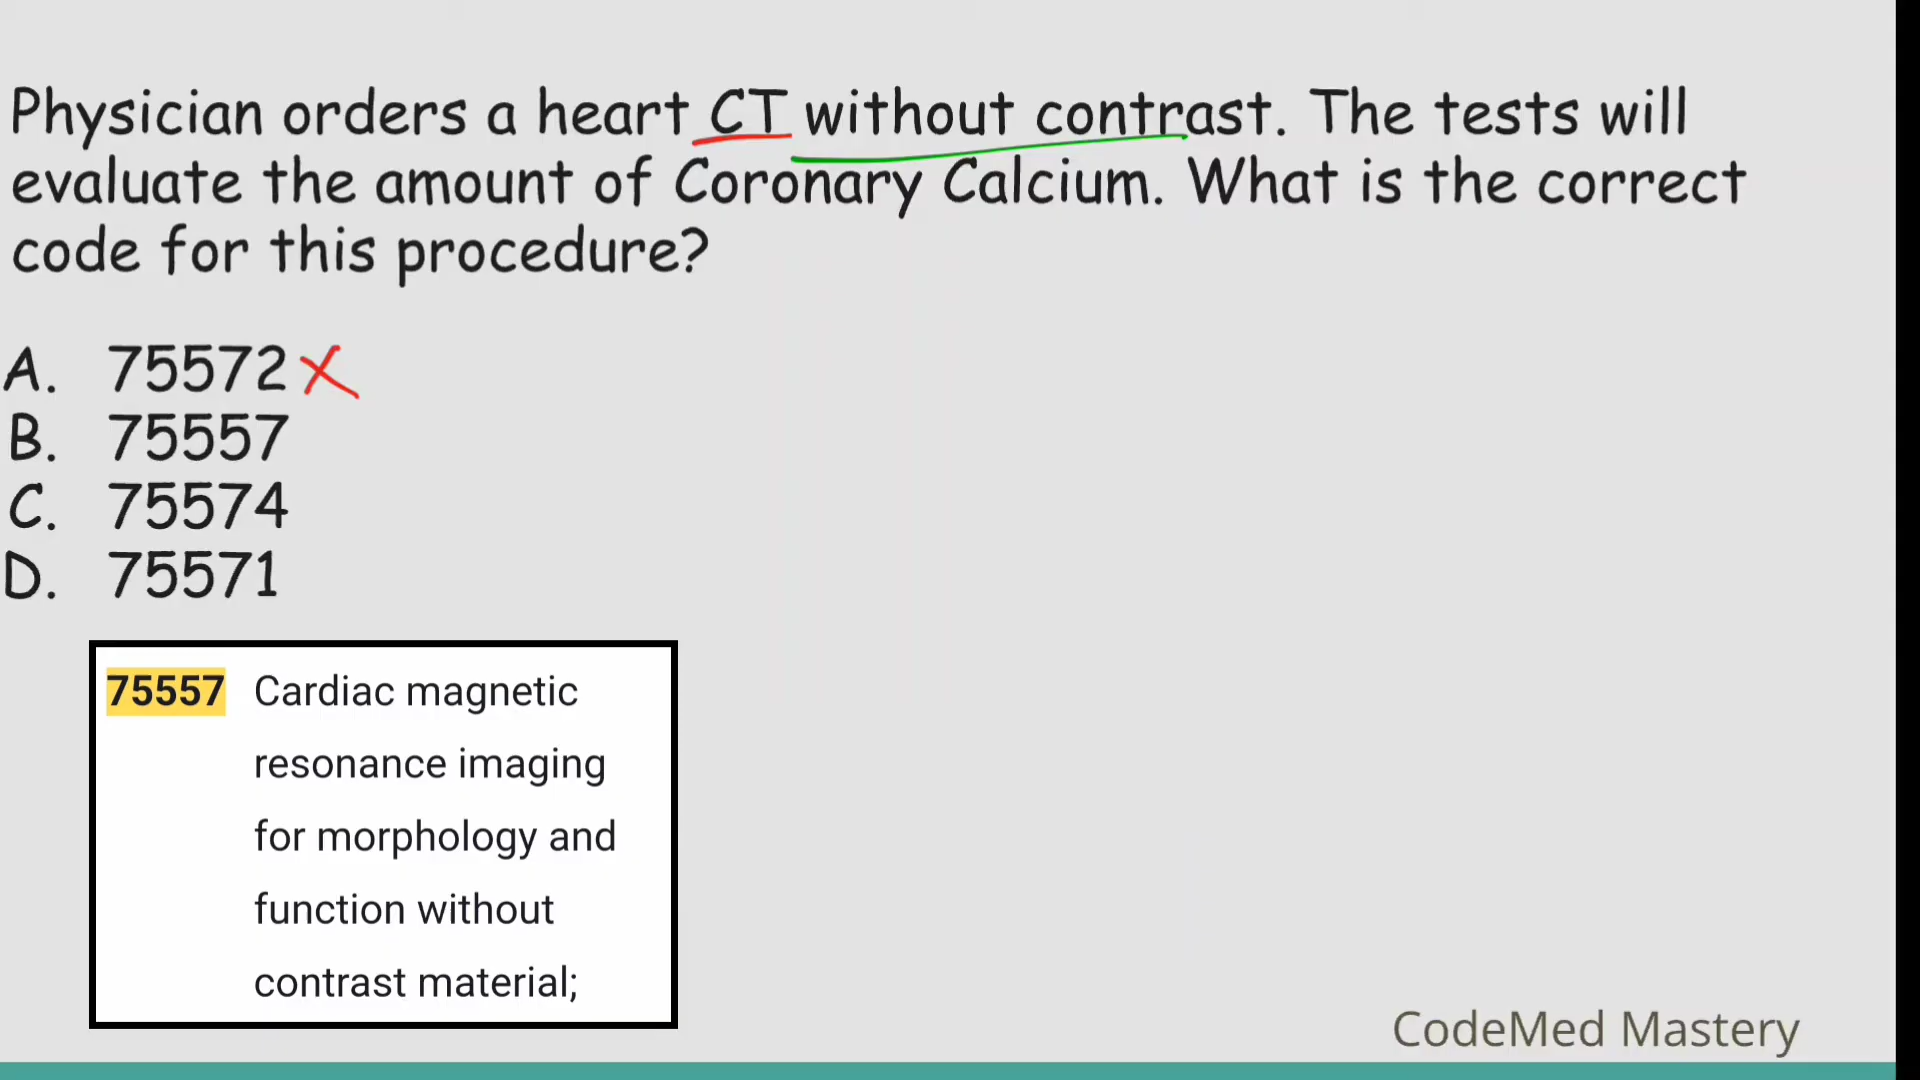 Physician orders a heart CT without contrast. The tests will
evaluate the amount of Coronary Calcium. What is the correct
code for this procedure?
A. 75572
B. 75557
C. 75574
D. 75571
75557 Cardiac magnetic
resonance imaging
for morphology and
function without
contrast material;
CodeMed Mastery